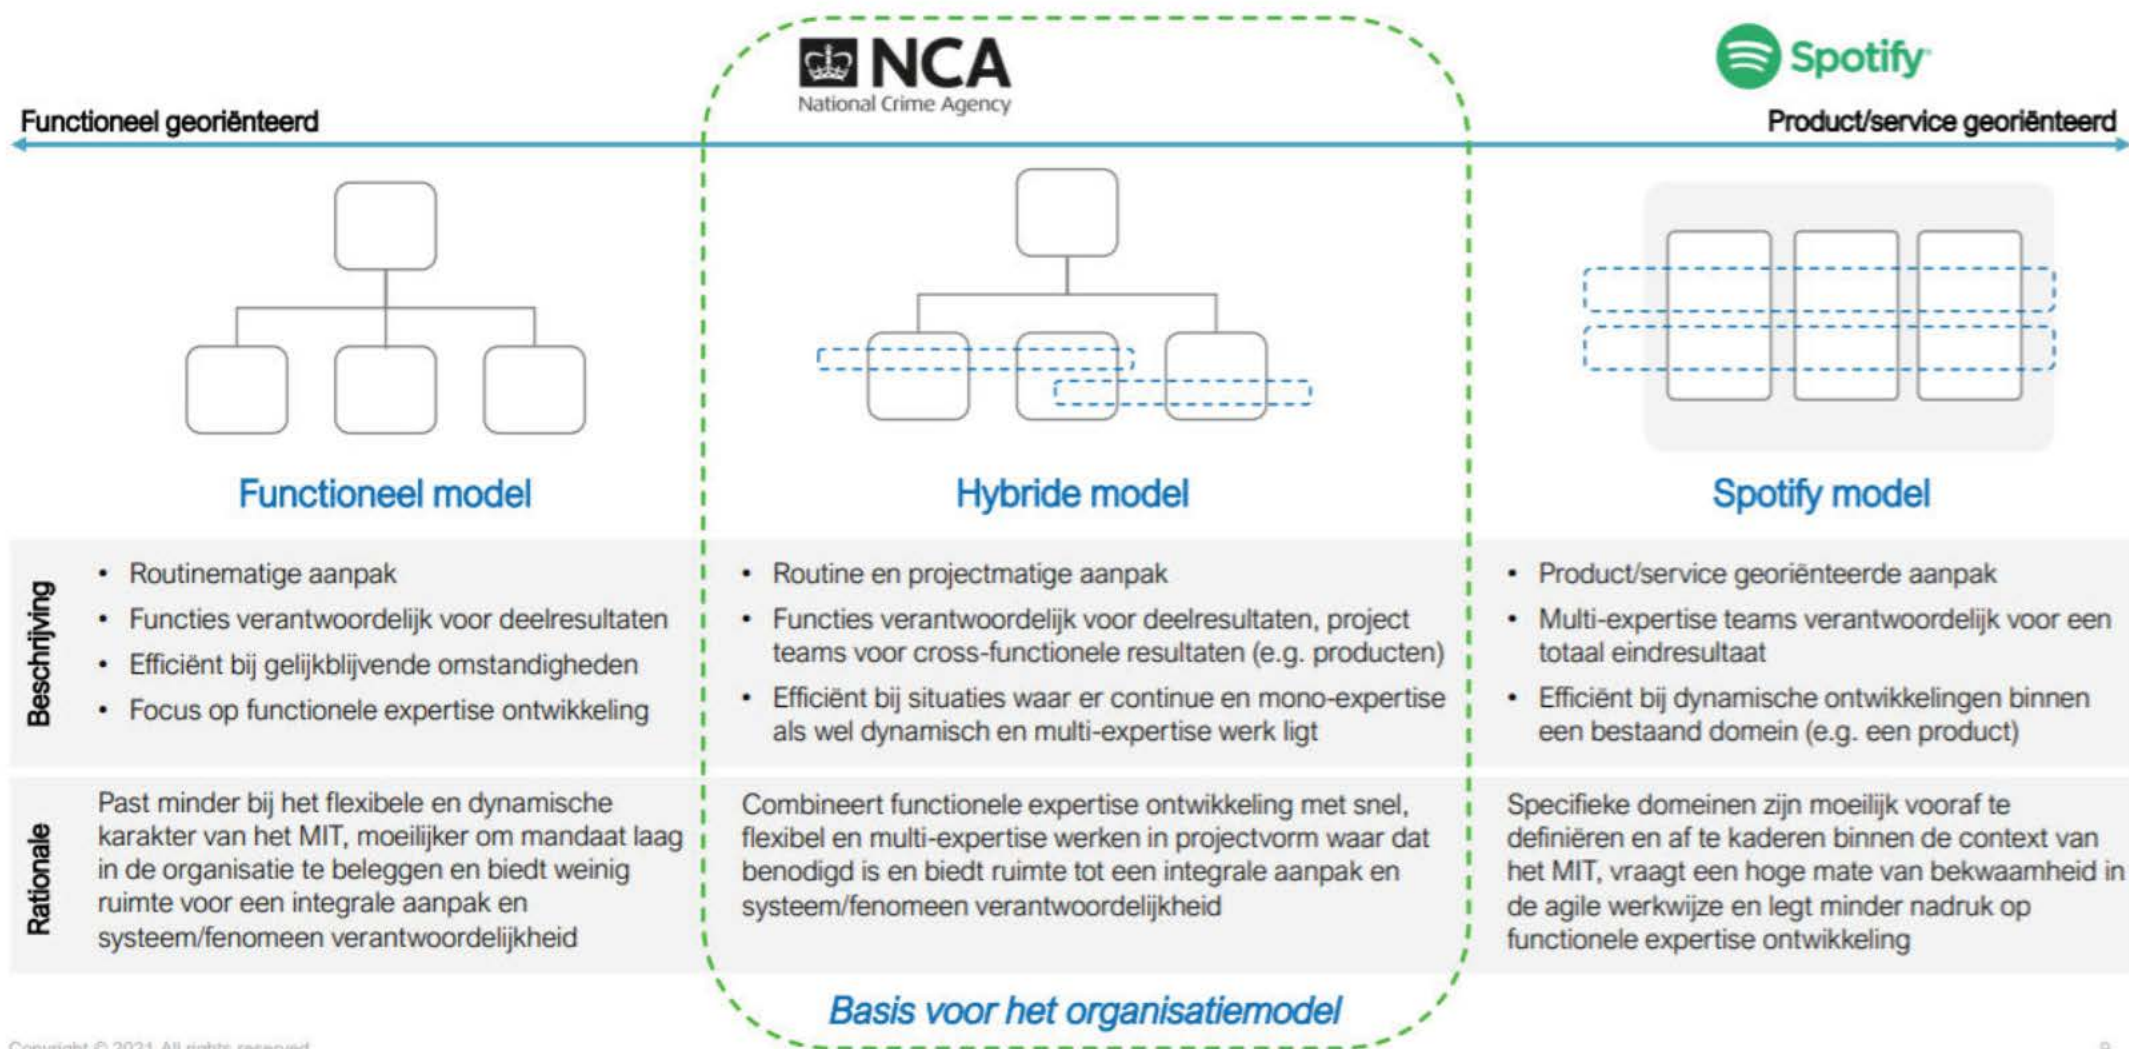 NCA
National Crime Agency
Spotify
Functioneel georiënteerd
Product/service georiënteerd
Functioneel model
Hybride model
Spotify model
Beschrijving
• Routinematige aanpak
• Functies verantwoordelijk voor deelresultaten
• Efficiënt bij gelijkblijvende omstandigheden
• Focus op functionele expertise ontwikkeling
• Routine en projectmatige aanpak
• Functies verantwoordelijk voor deelresultaten, project
teams voor cross-functionele resultaten (e.g. producten)
• Efficiënt bij situaties waar er continue en mono-expertise
als wel dynamisch en multi-expertise werk ligt
• Product/service georiënteerde aanpak
• Multi-expertise teams verantwoordelijk voor een
totaal eindresultaat
• Efficiënt bij dynamische ontwikkelingen binnen
een bestaand domein (e.g. een product)
Rationale
Past minder bij het flexibele en dynamische
karakter van het MIT, moeilijker om mandaat laag
in de organisatie te beleggen en biedt weinig
ruimte voor een integrale aanpak en
systeem/fenomeen verantwoordelijkheid
Combineert functionele expertise ontwikkeling met snel,
flexibel en multi-expertise werken in projectvorm waar dat
benodigd is en biedt ruimte tot een integrale aanpak en
systeem/fenomeen verantwoordelijkheid
Specifieke domeinen zijn moeilijk vooraf te
definiëren en af te kaderen binnen de context van
het MIT, vraagt een hoge mate van bekwaamheid in
de agile werkwijze en legt minder nadruk op
functionele expertise ontwikkeling
Basis voor het organisatiemodel
Copyright © 2021 All rights reserved